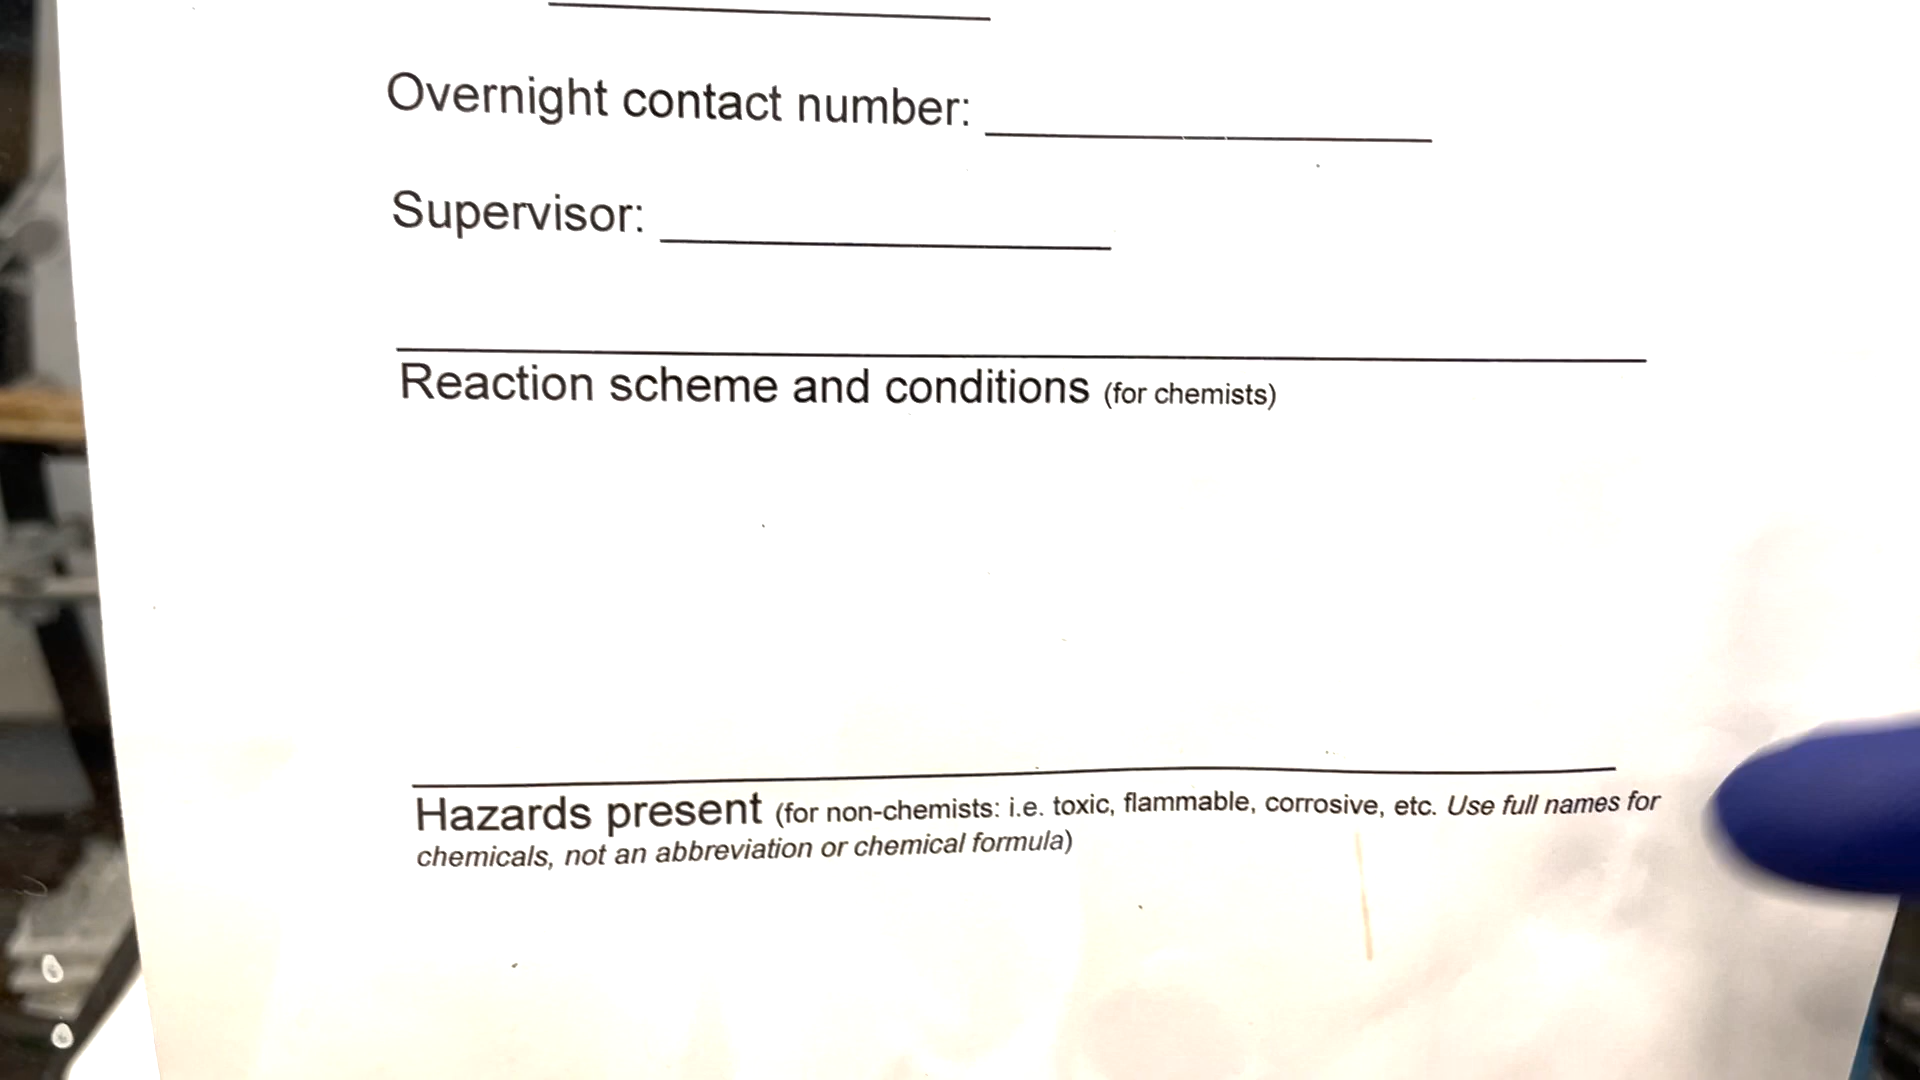 Overnight contact number:
Supervisor:
Reaction scheme and conditions (for chemists)
Hazards present (for non-chemists: i.e. toxic, flammable, corrosive, etc. Use full names for
chemicals, not an abbreviation or chemical formula)